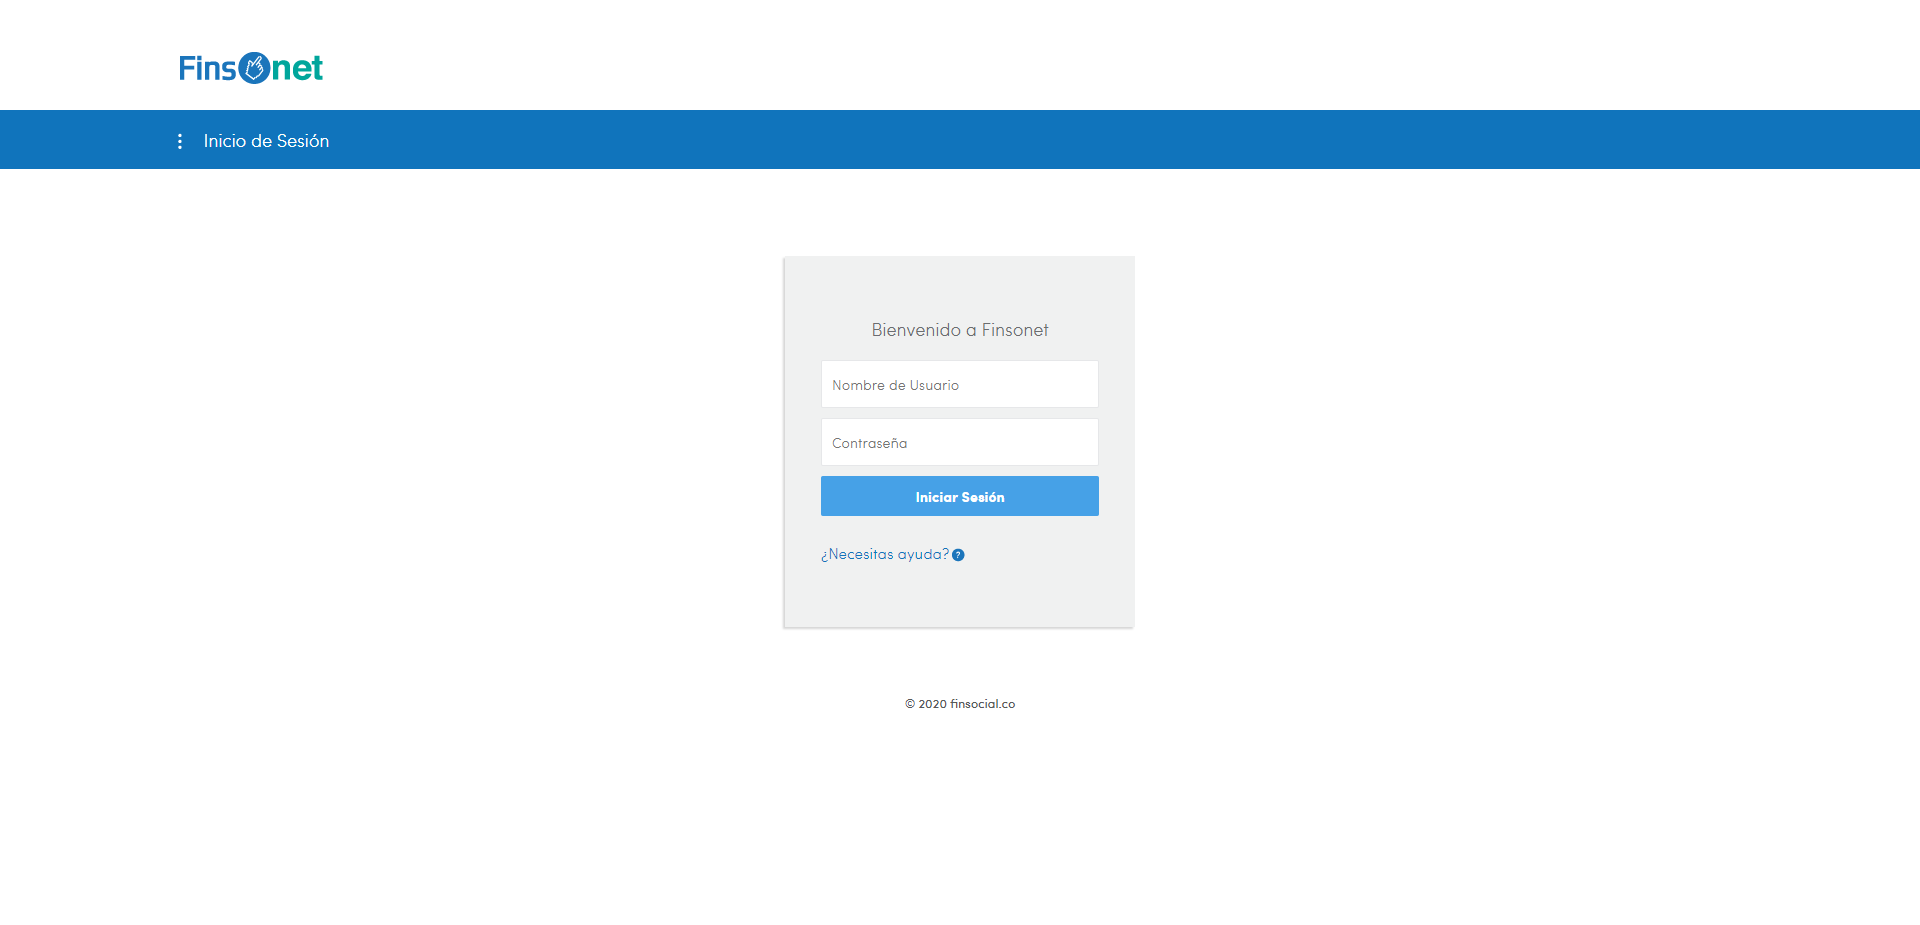 Finsonet
Inicio de Sesión
Bienvenido a Finsonet
Nombre de Usuario
Contraseña
Iniciar Sesión
¿Necesitas ayuda? ?
© 2020 finsocial.co